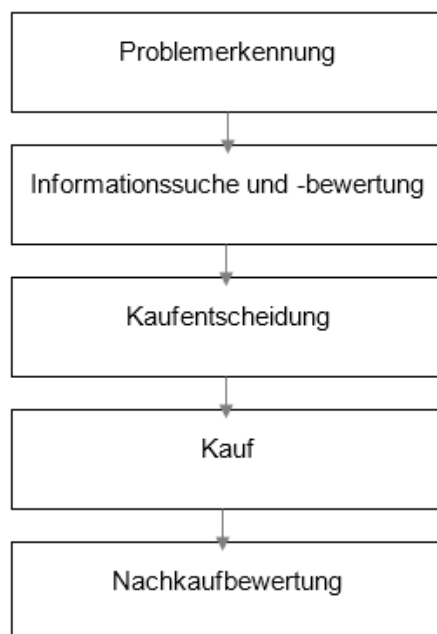 Problemerkennung
Informationssuche und -bewertung
Kaufentscheidung
Kauf
Nachkaufbewertung